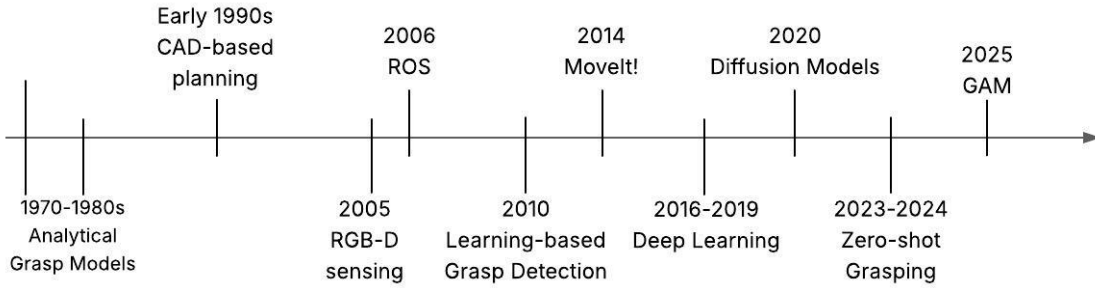 Early 1990s
CAD-based
planning
2006
ROS
2014
MoveIt!
2020
Diffusion Models
2025
GAM
1970-1980s
Analytical
Grasp Models
2005
RGB-D
sensing
2010
Learning-based
Grasp Detection
2016-2019
Deep Learning
2023-2024
Zero-shot
Grasping